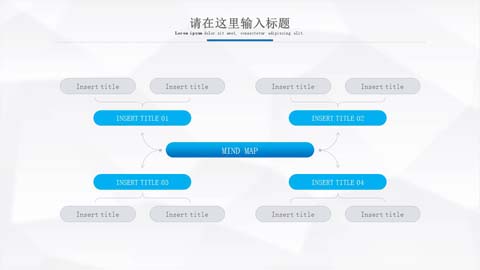 请在这里输入标题
Lorem ipsum dolor sit amet, consectetur adipiscing elit.
Insert title Insert title Insert title Insert title
INSERT TITLE 01 INSERT TITLE 02
MIND MAP
INSERT TITLE 03 INSERT TITLE 04
Insert title Insert title Insert title Insert title